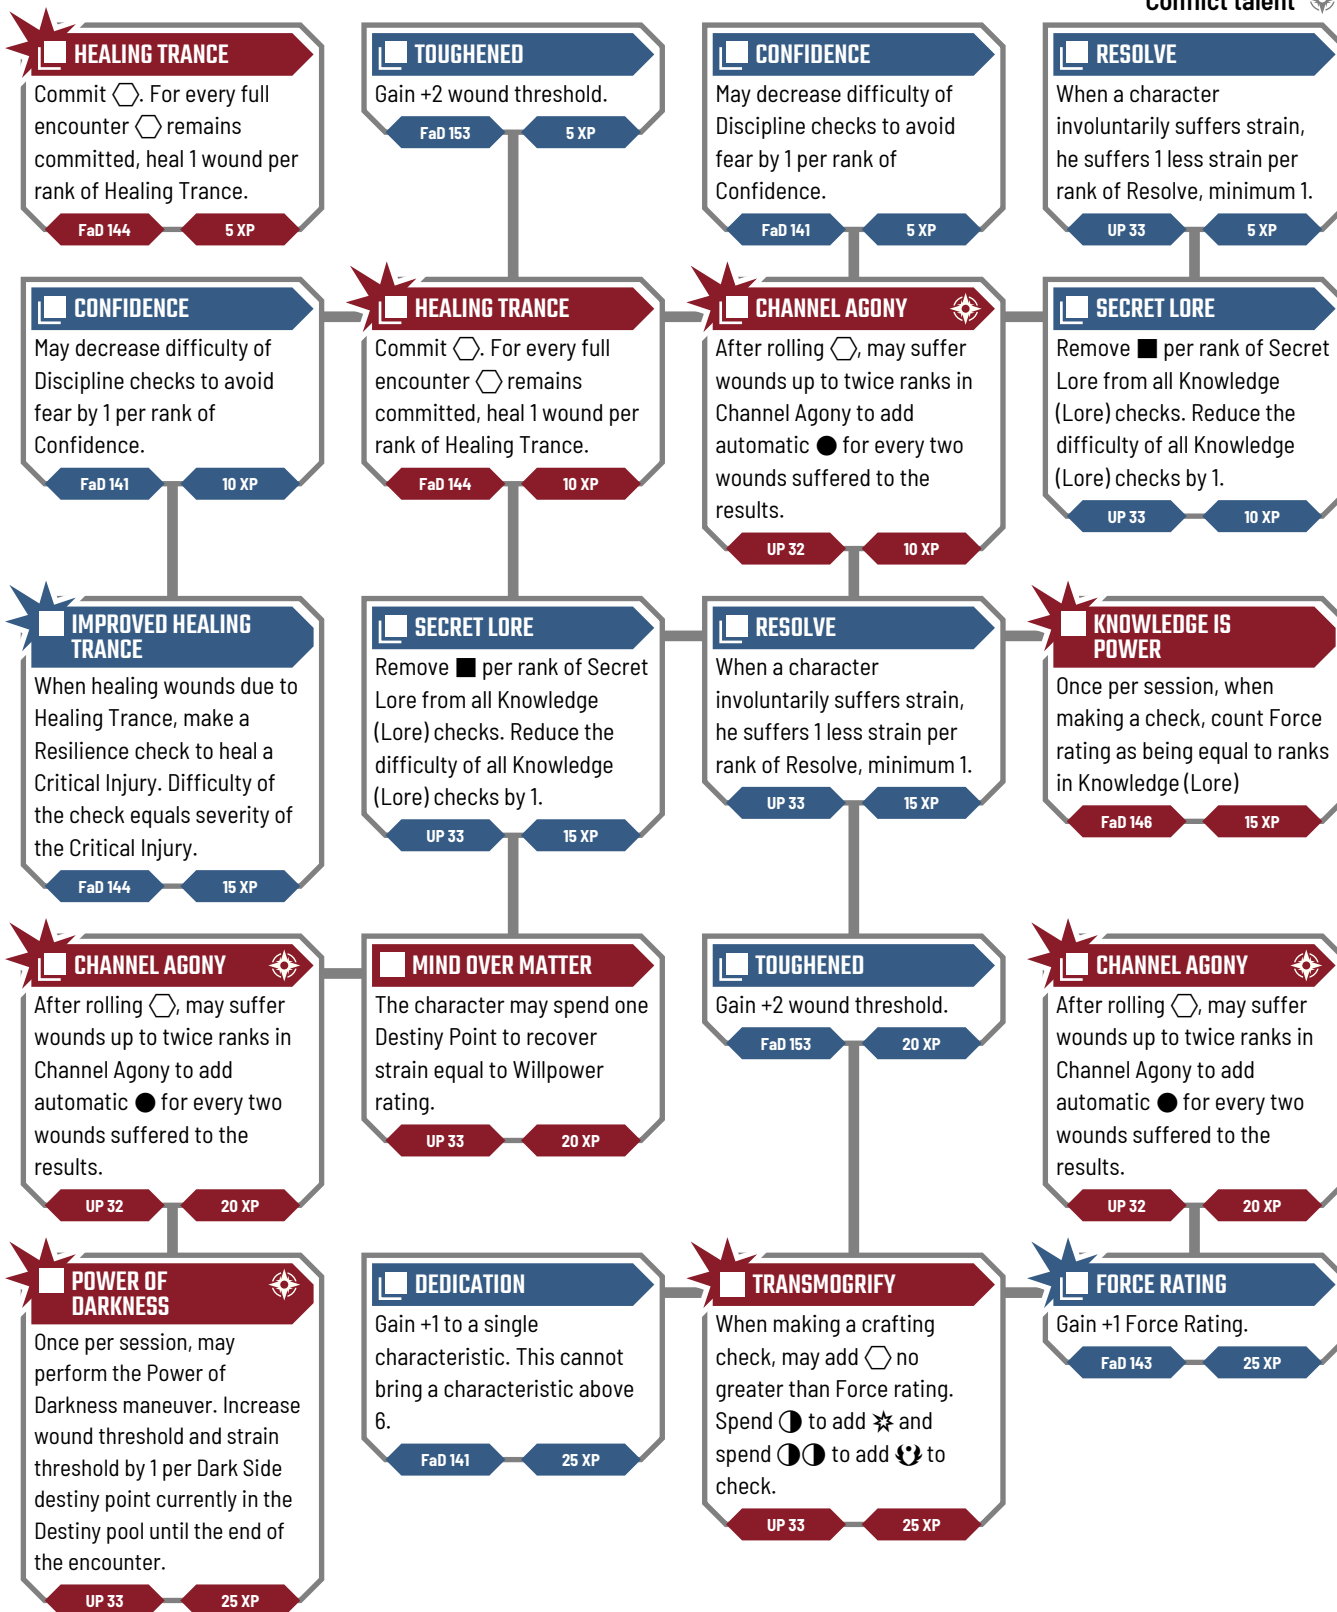 Conflict talent
HEALING TRANCE
Commit ⬡. For every full
encounter ⬡ remains
committed, heal 1 wound per
rank of Healing Trance.
FaD 144
5 XP
TOUGHENED
Gain +2 wound threshold.
FaD 153
5 XP
CONFIDENCE
May decrease difficulty of
Discipline checks to avoid
fear by 1 per rank of
Confidence.
FaD 141
5 XP
RESOLVE
When a character
involuntarily suffers strain,
he suffers 1 less strain per
rank of Resolve, minimum 1.
UP 33
5 XP
CONFIDENCE
May decrease difficulty of
Discipline checks to avoid
fear by 1 per rank of
Confidence.
FaD 141
10 XP
HEALING TRANCE
Commit ⬡. For every full
encounter ⬡ remains
committed, heal 1 wound per
rank of Healing Trance.
FaD 144
10 XP
CHANNEL AGONY
After rolling ⬡, may suffer
wounds up to twice ranks in
Channel Agony to add
automatic ● for every two
wounds suffered to the
results.
UP 32
10 XP
SECRET LORE
Remove ■ per rank of Secret
Lore from all Knowledge
(Lore) checks. Reduce the
difficulty of all Knowledge
(Lore) checks by 1.
UP 33
10 XP
IMPROVED HEALING
TRANCE
When healing wounds due to
Healing Trance, make a
Resilience check to heal a
Critical Injury. Difficulty of
the check equals severity of
the Critical Injury.
FaD 144
15 XP
SECRET LORE
Remove ■ per rank of Secret
Lore from all Knowledge
(Lore) checks. Reduce the
difficulty of all Knowledge
(Lore) checks by 1.
UP 33
15 XP
RESOLVE
When a character
involuntarily suffers strain,
he suffers 1 less strain per
rank of Resolve, minimum 1.
UP 33
15 XP
KNOWLEDGE IS
POWER
Once per session, when
making a check, count Force
rating as being equal to ranks
in Knowledge (Lore)
FaD 146
15 XP
CHANNEL AGONY
After rolling ⬡, may suffer
wounds up to twice ranks in
Channel Agony to add
automatic ● for every two
wounds suffered to the
results.
UP 32
20 XP
MIND OVER MATTER
The character may spend one
Destiny Point to recover
strain equal to Willpower
rating.
UP 33
20 XP
TOUGHENED
Gain +2 wound threshold.
FaD 153
20 XP
CHANNEL AGONY
After rolling ⬡, may suffer
wounds up to twice ranks in
Channel Agony to add
automatic ● for every two
wounds suffered to the
results.
UP 32
20 XP
POWER OF
DARKNESS
Once per session, may
perform the Power of
Darkness maneuver. Increase
wound threshold and strain
threshold by 1 per Dark Side
destiny point currently in the
Destiny pool until the end of
the encounter.
UP 33
25 XP
DEDICATION
Gain +1 to a single
characteristic. This cannot
bring a characteristic above
6.
FaD 141
25 XP
TRANSMOGRIFY
When making a crafting
check, may add ⬡ no
greater than Force rating.
Spend ◑ to add and
spend ◑◑ to add to
check.
UP 33
25 XP
FORCE RATING
Gain +1 Force Rating.
FaD 143
25 XP